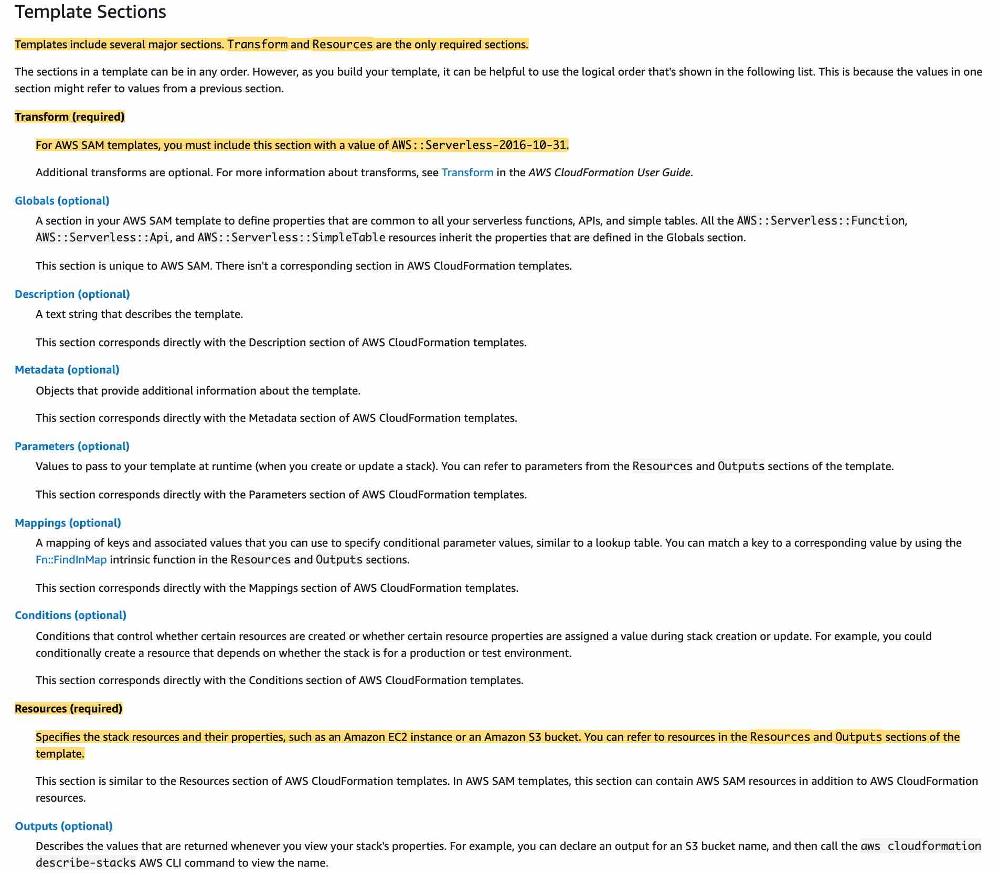 Template Sections
Templates include several major sections. Transform and Resources are the only required sections.
The sections in a template can be in any order. However, as you build your template, it can be helpful to use the logical order that's shown in the following list. This is because the values in one
section might refer to values from a previous section.
Transform (required)
For AWS SAM templates, you must include this section with a value of AWS::Serverless-2016-10-31.
Additional transforms are optional. For more information about transforms, see Transform in the AWS CloudFormation User Guide.
Globals (optional)
A section in your AWS SAM template to define properties that are common to all your serverless functions, APIs, and simple tables. All the AWS::Serverless::Function,
AWS::Serverless::Api, and AWS::Serverless::SimpleTable resources inherit the properties that are defined in the Globals section.
This section is unique to AWS SAM. There isn't a corresponding section in AWS CloudFormation templates.
Description (optional)
A text string that describes the template.
This section corresponds directly with the Description section of AWS CloudFormation templates.
Metadata (optional)
Objects that provide additional information about the template.
This section corresponds directly with the Metadata section of AWS CloudFormation templates.
Parameters (optional)
Values to pass to your template at runtime (when you create or update a stack). You can refer to parameters from the Resources and Outputs sections of the template.
This section corresponds directly with the Parameters section of AWS CloudFormation templates.
Mappings (optional)
A mapping of keys and associated values that you can use to specify conditional parameter values, similar to a lookup table. You can match a key to a corresponding value by using the
Fn::FindInMap intrinsic function in the Resources and Outputs sections.
This section corresponds directly with the Mappings section of AWS CloudFormation templates.
Conditions (optional)
Conditions that control whether certain resources are created or whether certain resource properties are assigned a value during stack creation or update. For example, you could
conditionally create a resource that depends on whether the stack is for a production or test environment.
This section corresponds directly with the Conditions section of AWS CloudFormation templates.
Resources (required)
Specifies the stack resources and their properties, such as an Amazon EC2 instance or an Amazon S3 bucket. You can refer to resources in the Resources and Outputs sections of the
template.
This section is similar to the Resources section of AWS CloudFormation templates. In AWS SAM templates, this section can contain AWS SAM resources in addition to AWS CloudFormation
resources.
Outputs (optional)
Describes the values that are returned whenever you view your stack's properties. For example, you can declare an output for an S3 bucket name, and then call the aws cloudformation
describe-stacks AWS CLI command to view the name.